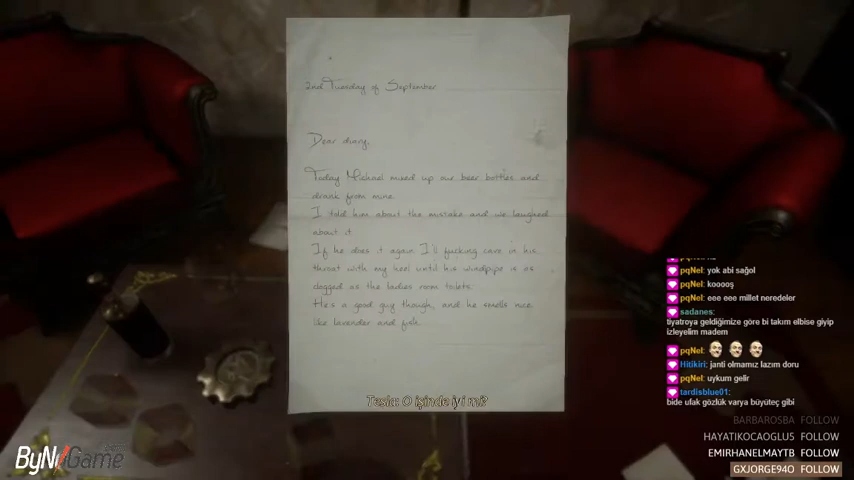 2nd Tuesday of September
Dear diary,
Today Michael mixed up our beer bottles and
drank from mine.
I told him about the mistake and we laughed
about it
If he does it again I'll fucking cave in his
throat with my heel until his windpipe is as
clogged as the ladies room toilets.
He's a good guy though, and he smells nice,
like lavender and fish.
Tesla: O işinde iyi mi?
pqNel: yok abi sağol
pqNel: kooooş
pqNel: eee eee millet neredeler
sadanes:
tiyatroya geldiğimize göre bi takım elbise giyip
izleyelim madem
pqNel:
Hitikiri: janti olmamız lazım doru
pqNel: uykum gelir
tardisblue01:
bide ufak gözlük varya büyüteç gibi
BARBAROSBA FOLLOW
HAYATIKOCAOGLU5 FOLLOW
EMIRHANELMAYTB FOLLOW
GXJORGE94O FOLLOW
ByNoGame